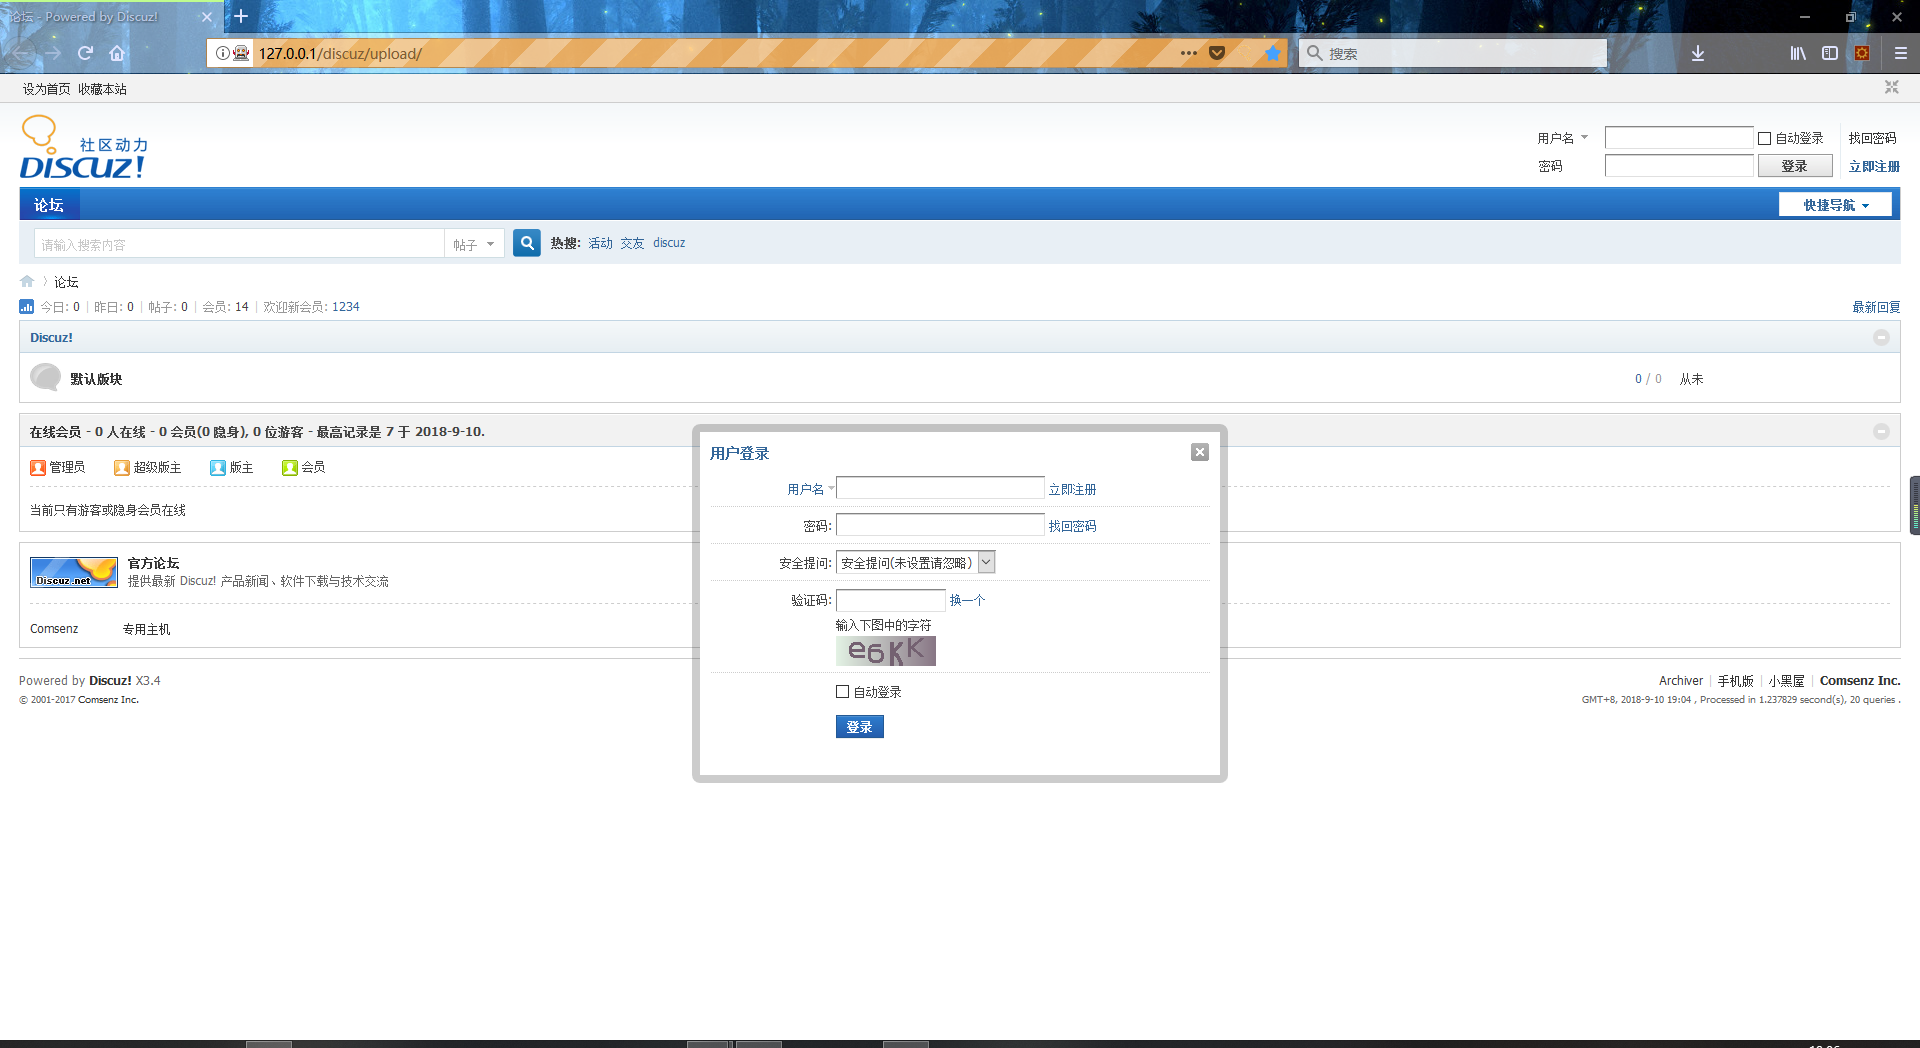 论坛 - Powered by Discuz!
127.0.0.1/discuz/upload/
搜索
设为首页 收藏本站
社区动力
DISCUZ!
用户名 自动登录 找回密码
密码 登录 立即注册
论坛 快捷导航
请输入搜索内容 帖子 热搜: 活动 交友 discuz
论坛
今日: 0 | 昨日: 0 | 帖子: 0 | 会员: 14 | 欢迎新会员: 1234 最新回复
Discuz!
默认版块 0 / 0 从未
在线会员 - 0 人在线 - 0 会员(0 隐身), 0 位游客 - 最高记录是 7 于 2018-9-10.
管理员 超级版主 版主 会员
当前只有游客或隐身会员在线
Discuz.net
官方论坛
提供最新 Discuz! 产品新闻、软件下载与技术交流
Comsenz 专用主机
用户登录
用户名 立即注册
密码: 找回密码
安全提问: 安全提问(未设置请忽略)
验证码: 换一个
输入下图中的字符
e6KK
自动登录
登录
Powered by Discuz! X3.4
© 2001-2017 Comsenz Inc.
Archiver | 手机版 | 小黑屋 | Comsenz Inc.
GMT+8, 2018-9-10 19:04 , Processed in 1.237829 second(s), 20 queries .